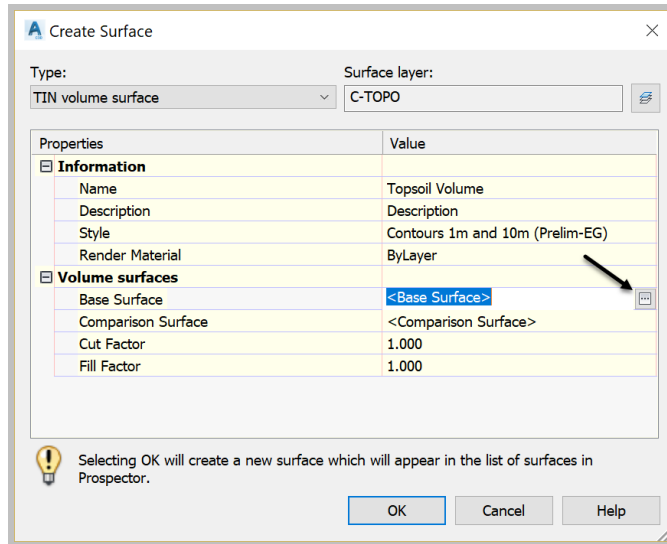 Create Surface
Type:
Surface layer:
TIN volume surface
C-TOPO
Properties Value
Information
Name Topsoil Volume
Description Description
Style Contours 1m and 10m (Prelim-EG)
Render Material ByLayer
Volume surfaces
Base Surface <Base Surface>
Comparison Surface <Comparison Surface>
Cut Factor 1.000
Fill Factor 1.000
Selecting OK will create a new surface which will appear in the list of surfaces in
Prospector.
OK Cancel Help